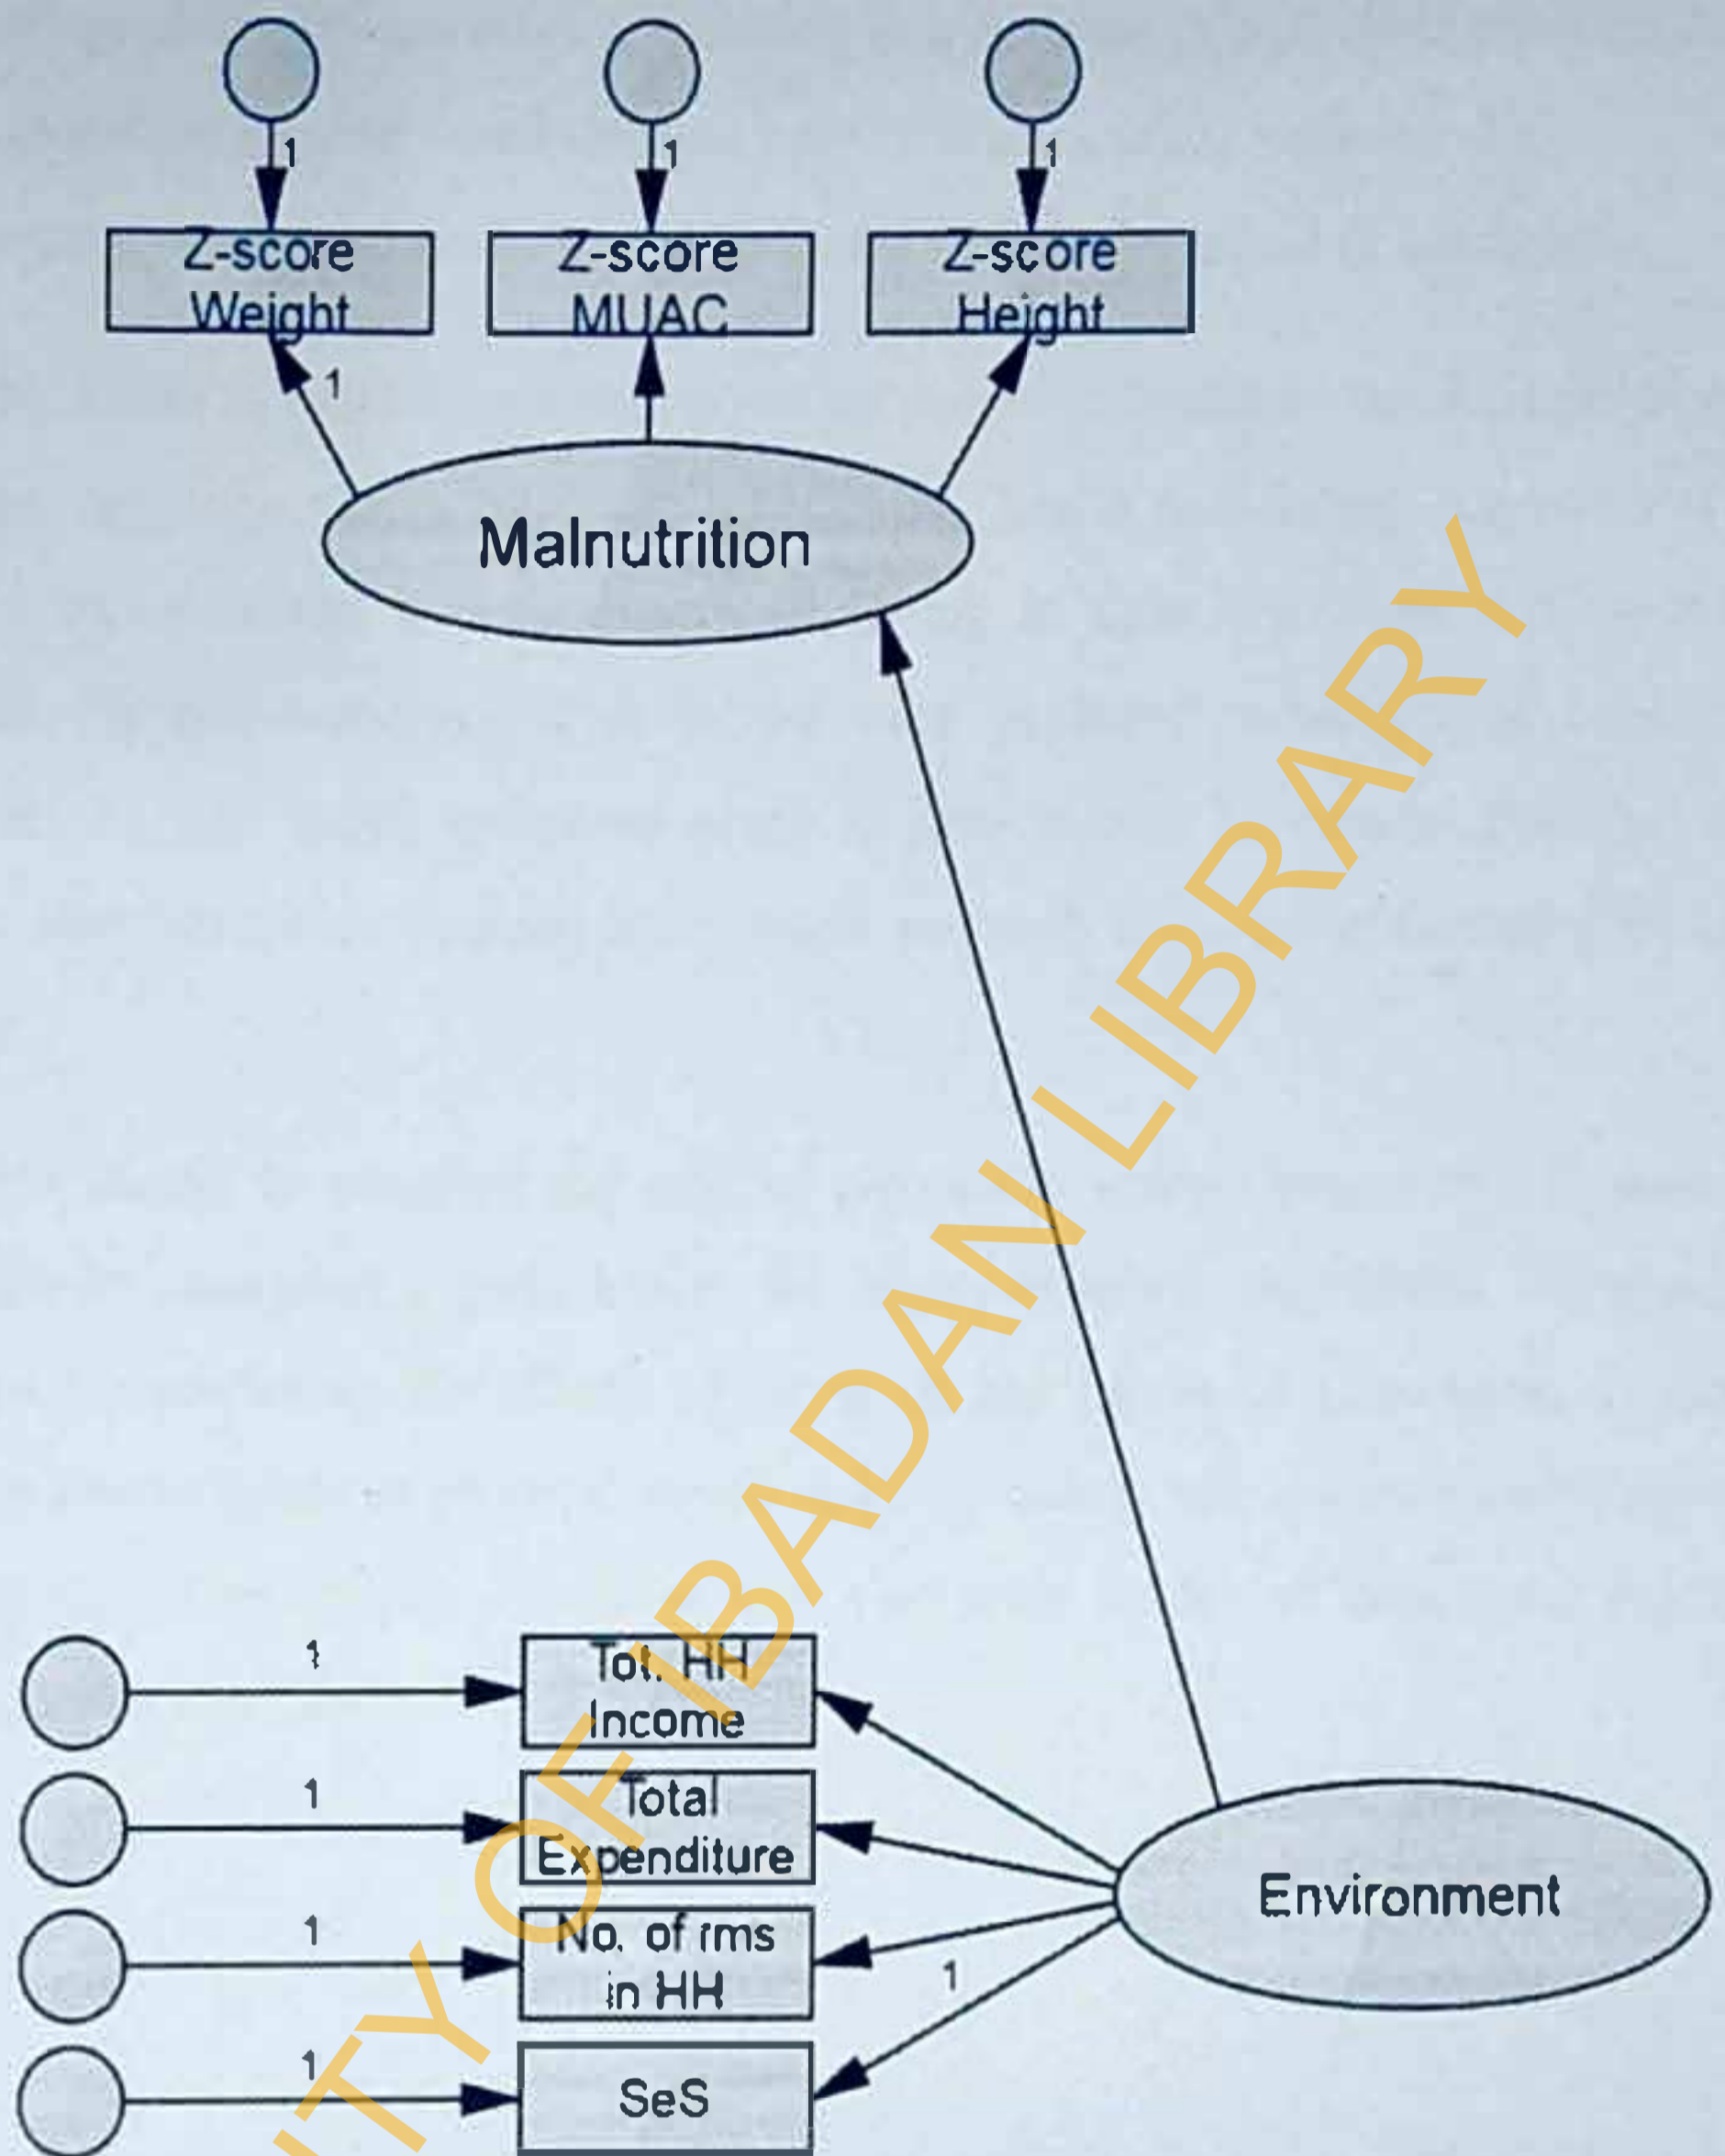 1
1
1
Z-score
Weight
Z-score
MUAC
Z-score
Height
1
Malnutrition
1
Tot. HH
Income
1
Total
Expenditure
1
No. of rms
in HH
1
1
SeS
Environment
ITY OF IBADAN LIBRARY